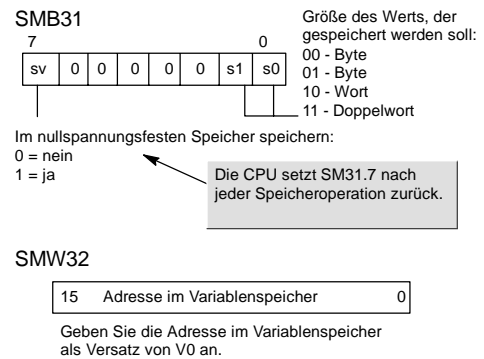 SMB31
7 0
sv 0 0 0 0 0 s1 s0
Größe des Werts, der
gespeichert werden soll:
00 - Byte
01 - Byte
10 - Wort
11 - Doppelwort
Im nullspannungsfesten Speicher speichern:
0 = nein
1 = ja
Die CPU setzt SM31.7 nach
jeder Speicheroperation zurück.
SMW32
15 Adresse im Variablenspeicher 0
Geben Sie die Adresse im Variablenspeicher
als Versatz von V0 an.